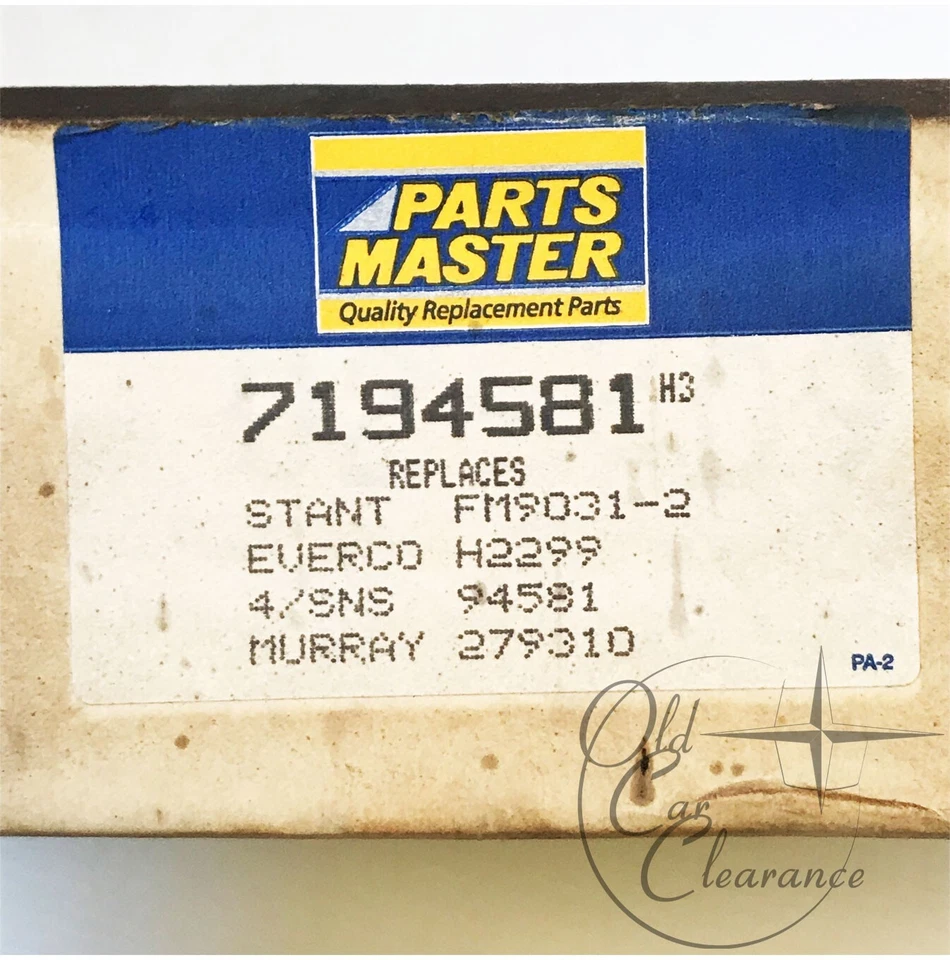 PARTS
MASTER
Quality Replacement Parts
7194581 H3
REPLACES
STANT FM9031-2
EVERCO H2299
4/SNS 94581
MURRAY 279310
PA-2
Old
Car
Clearance